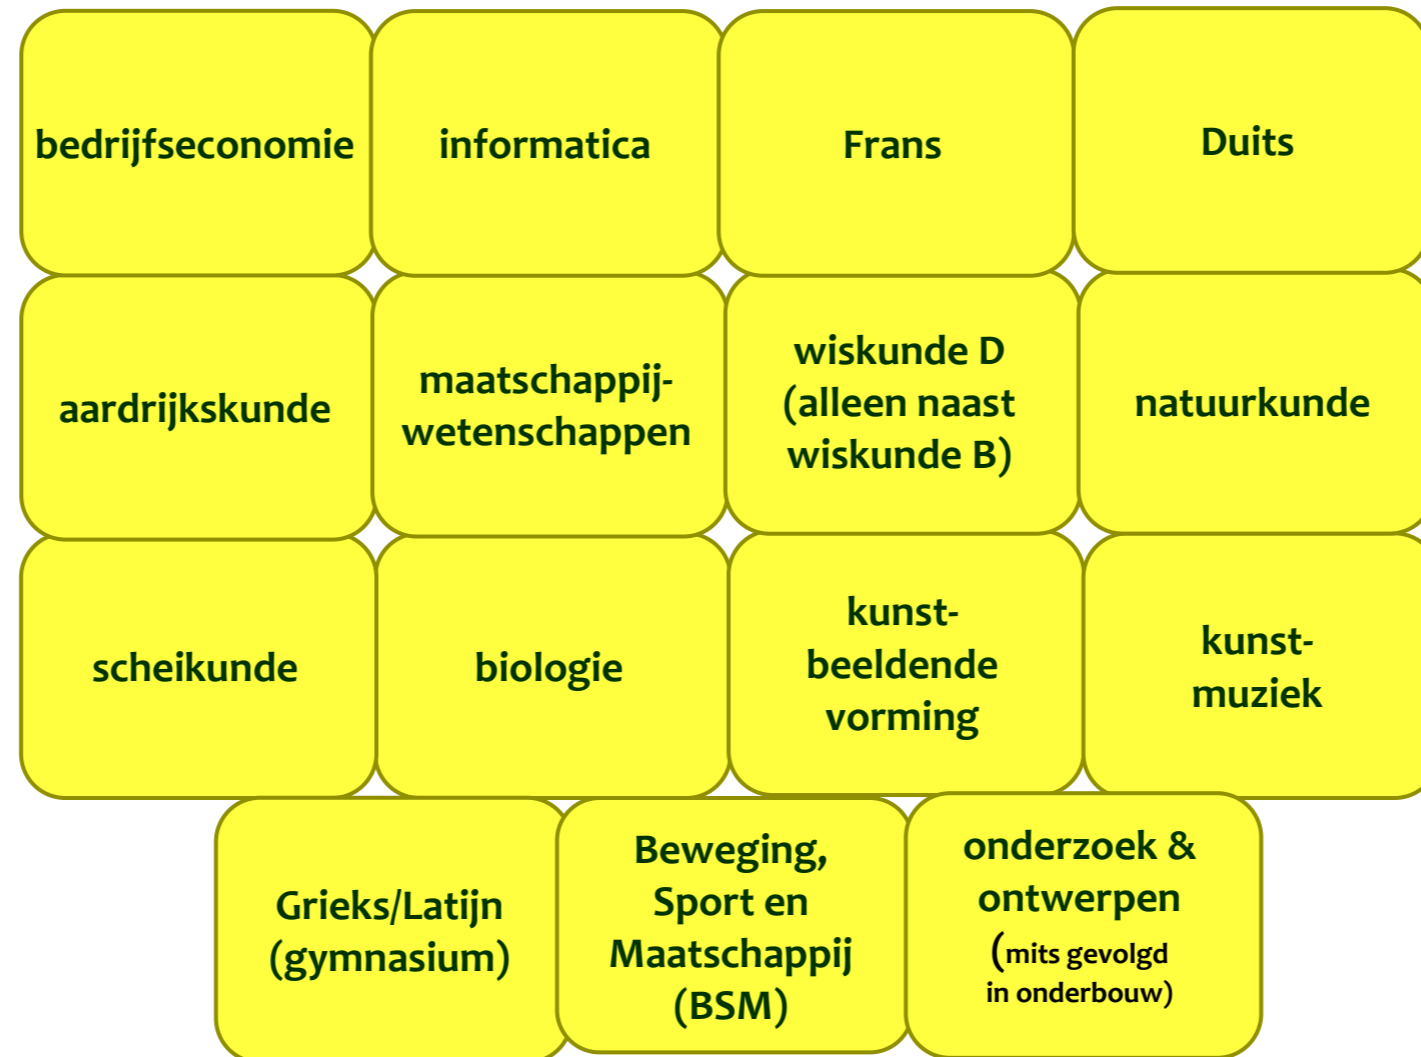 bedrijfseconomie
informatica
Frans
Duits
aardrijkskunde
maatschappij-
wetenschappen
wiskunde D
(alleen naast
wiskunde B)
natuurkunde
scheikunde
biologie
kunst-
beeldende
vorming
kunst-
muziek
Grieks/Latijn
(gymnasium)
Beweging,
Sport en
Maatschappij
(BSM)
onderzoek &
ontwerpen
(mits gevolgd
in onderbouw)